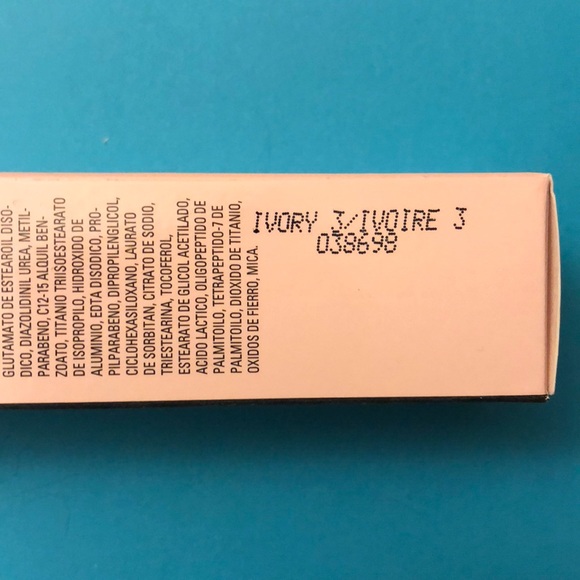 GLUTAMATO DE ESTEAROIL DISO-
DICO, DIAZOLIDINIL UREA, METIL-
PARABENO, C12-15 ALQUIL BEN-
ZOATO, TITANIO TRIISOESTEARATO
DE ISOPROPILO, HIDROXIDO DE
ALUMINIO, EDTA DISODICO, PRO-
PILPARABENO, DIPROPILENGLICOL,
CICLOHEXASILOXANO, LAURATO
DE SORBITAN, CITRATO DE SODIO,
TRIESTEARINA, TOCOFEROL,
ESTEARATO DE GLICOL ACETILADO,
ACIDO LACTICO, OLIGOPEPTIDO DE
PALMITOILO, TETRAPEPTIDO-7 DE
PALMITOILO, DIOXIDO DE TITANIO,
OXIDOS DE FIERRO, MICA.
IVORY 3/IVOIRE 3
038698